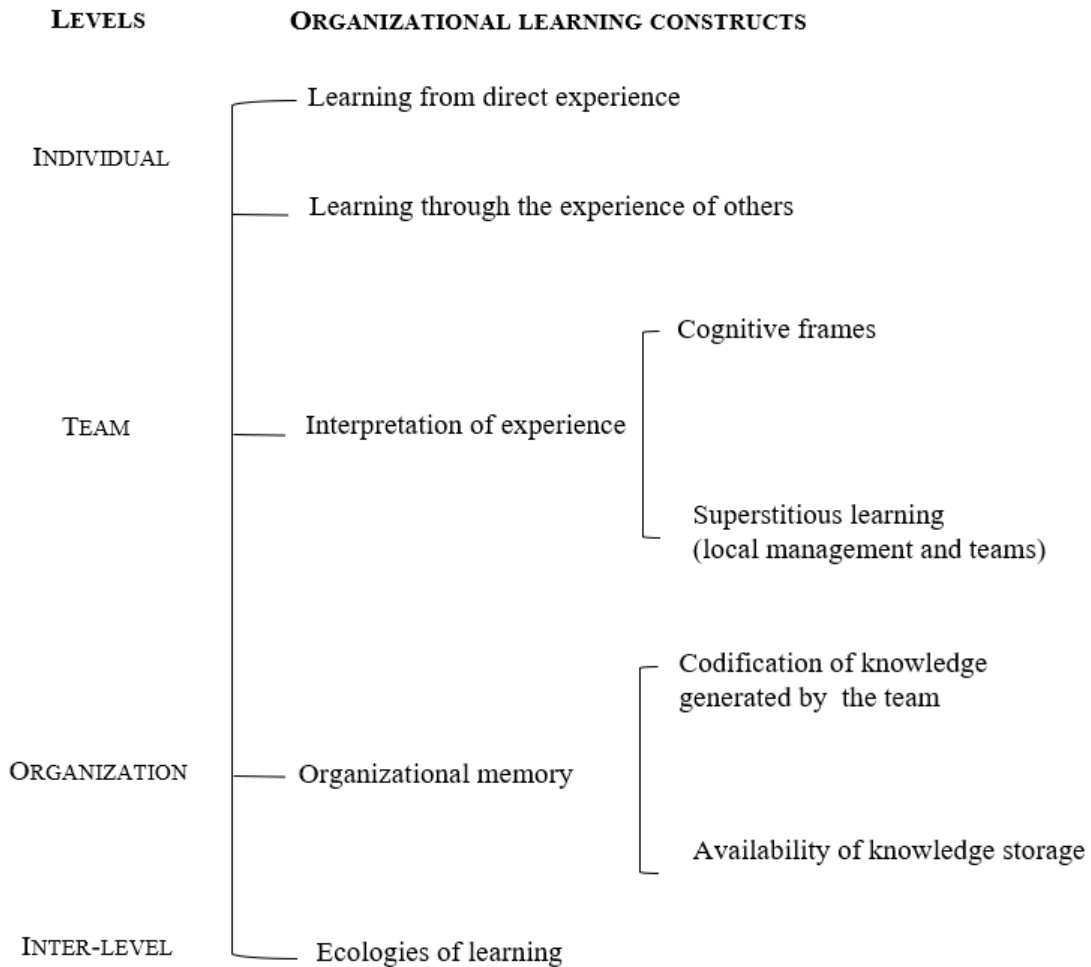 LEVELS ORGANIZATIONAL LEARNING CONSTRUCTS
Learning from direct experience
INDIVIDUAL
Learning through the experience of others
Cognitive frames
TEAM Interpretation of experience
Superstitious learning
(local management and teams)
Codification of knowledge
generated by the team
ORGANIZATION Organizational memory
Availability of knowledge storage
INTER-LEVEL Ecologies of learning